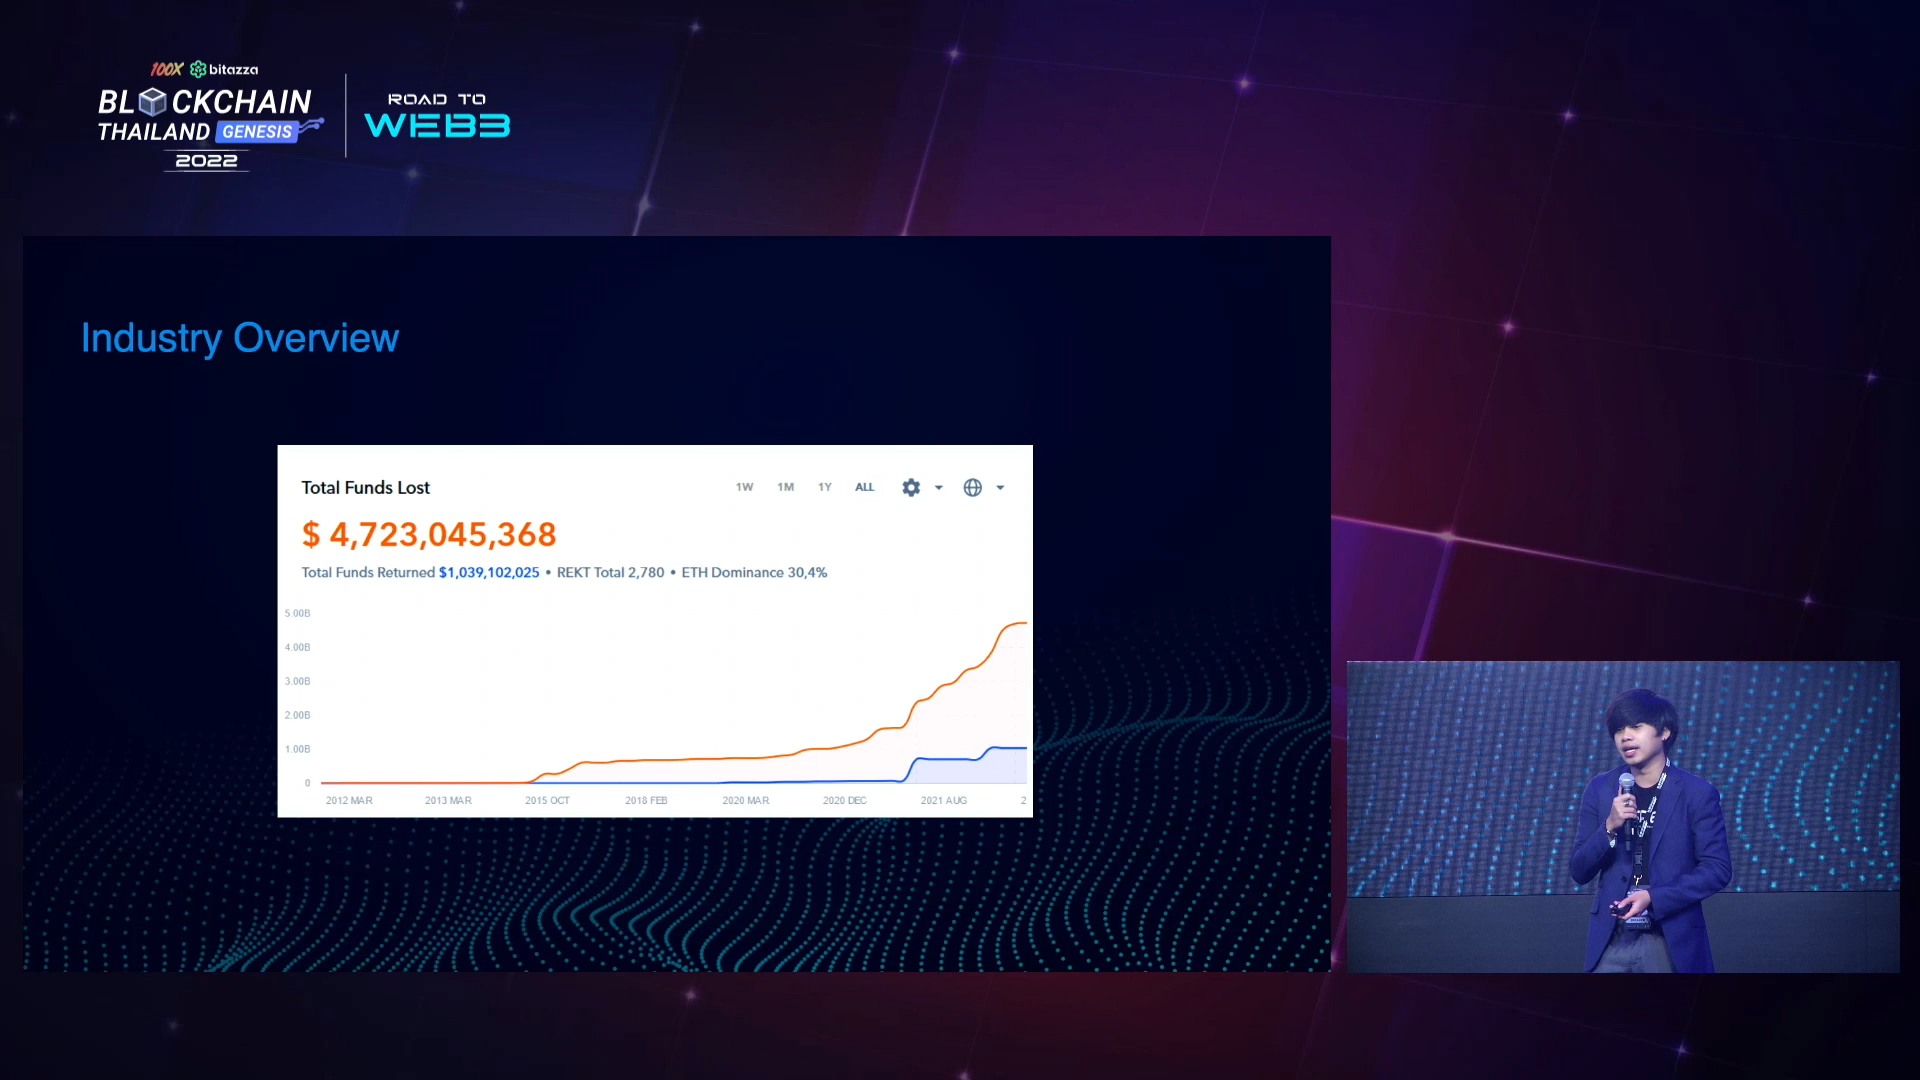 100X bitazza
BLOCKCHAIN
THAILAND GENESIS
2022
ROAD TO
WEB3
Industry Overview
Total Funds Lost
1W 1M 1Y ALL
$ 4,723,045,368
Total Funds Returned $1,039,102,025 • REKT Total 2,780 • ETH Dominance 30,4%
5.00B
4.00B
3.00B
2.00B
1.00B
0
2012 MAR 2013 MAR 2015 OCT 2018 FEB 2020 MAR 2020 DEC 2021 AUG 2